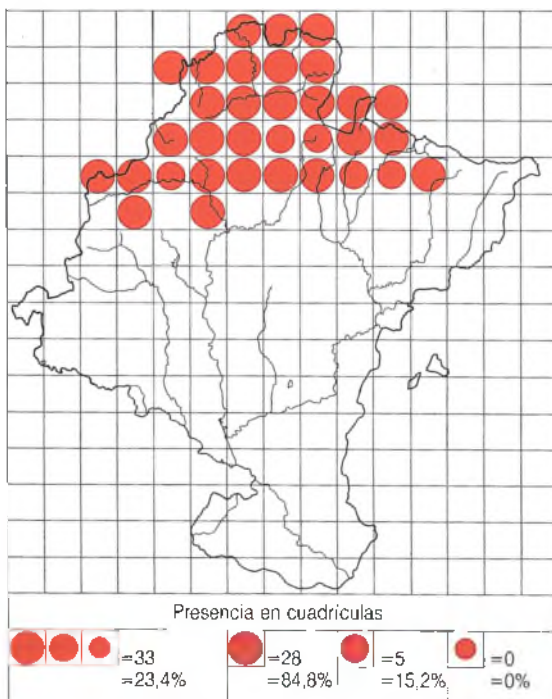 Presencia en cuadrículas
=33 =28 =5 =0
=23,4% =84,8% =15,2% =0%